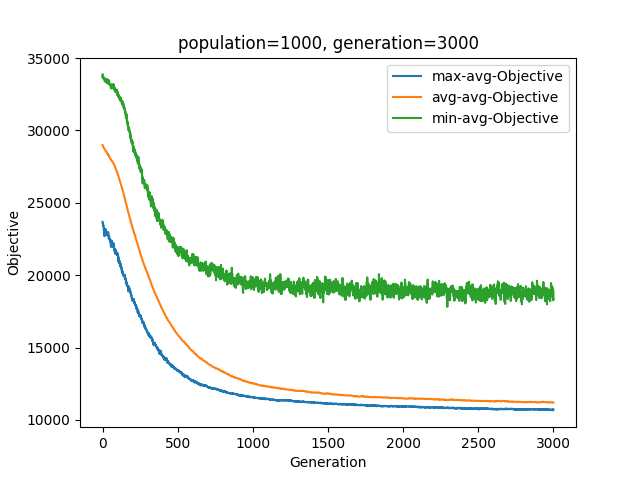 population=1000, generation=3000
35000
30000
25000
20000
15000
10000
Objective
max-avg-Objective
avg-avg-Objective
min-avg-Objective
0
500
1000
1500
2000
2500
3000
Generation